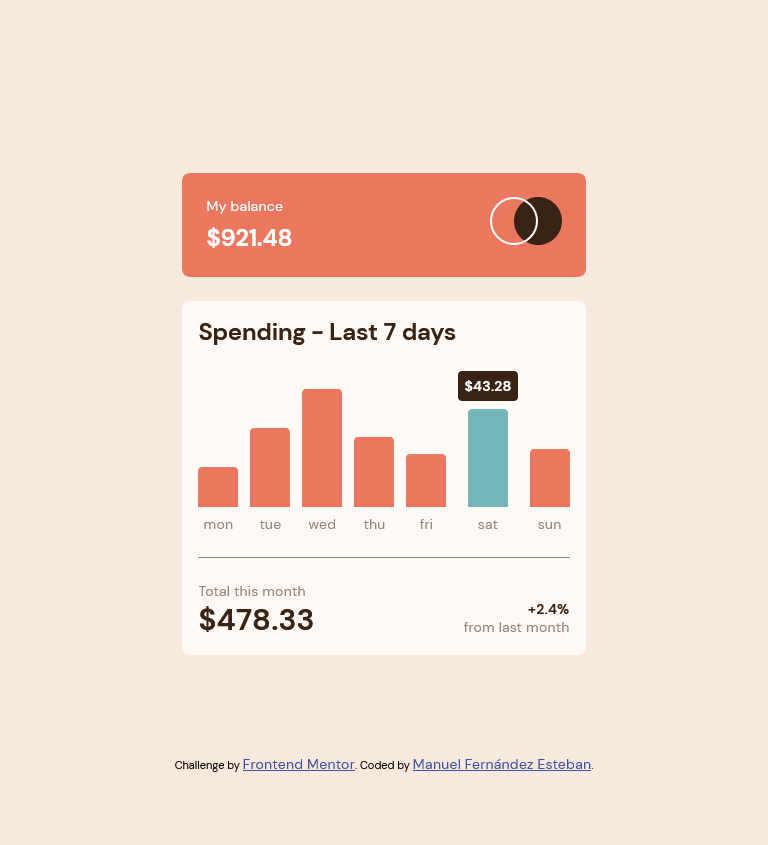 My balance
$921.48
Spending - Last 7 days
$43.28
mon tue wed thu fri sat sun
Total this month
$478.33
+2.4%
from last month
Challenge by Frontend Mentor. Coded by Manuel Fernández Esteban.